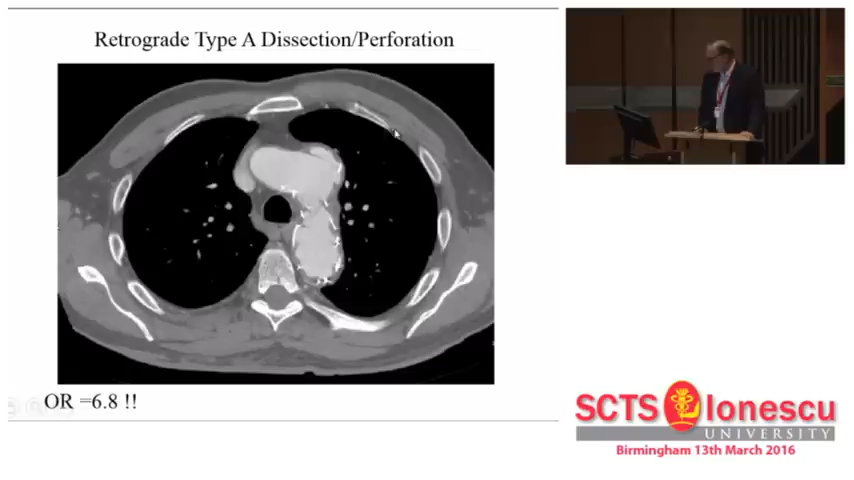 Retrograde Type A Dissection/Perforation
OR =6.8 !!
SCTS Ionescu
UNIVERSITY
Birmingham 13th March 2016